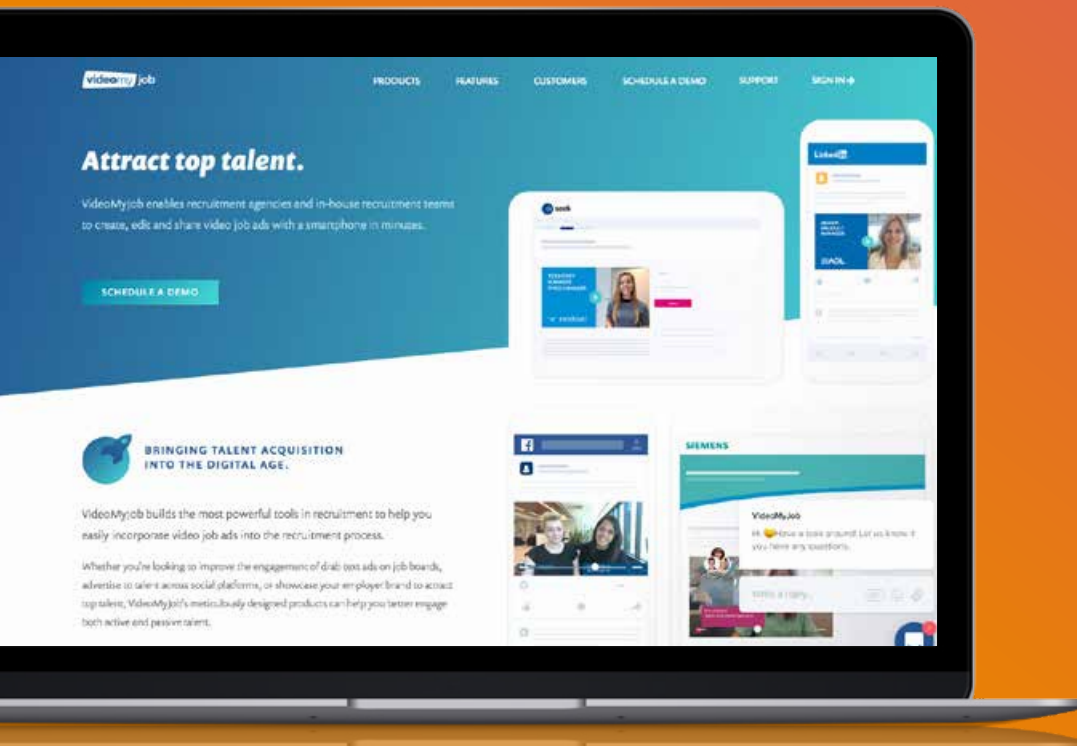 videomy job
PRODUCTS
FEATURES
CUSTOMERS
SCHEDULE A DEMO
SUPPORT
SIGN IN →
Attract top talent.
VideoMyJob enables recruitment agencies and in-house recruitment teams
to create, edit and share video job ads with a smartphone in minutes.
SCHEDULE A DEMO
seek
LinkedIn
AOL
BRINGING TALENT ACQUISITION
INTO THE DIGITAL AGE.
VideoMyJob builds the most powerful tools in recruitment to help you
easily incorporate video job ads into the recruitment process.
Whether you're looking to improve the engagement of drab text ads on job boards,
advertise to talent across social platforms, or showcase your employer brand to attract
top talent, VideoMyJob's meticulously designed products can help you better engage
both active and passive talent.
f
SIEMENS
VideoMyJob
Hi 😀 Have a look around! Let us know if
you have any questions.
Write a reply...